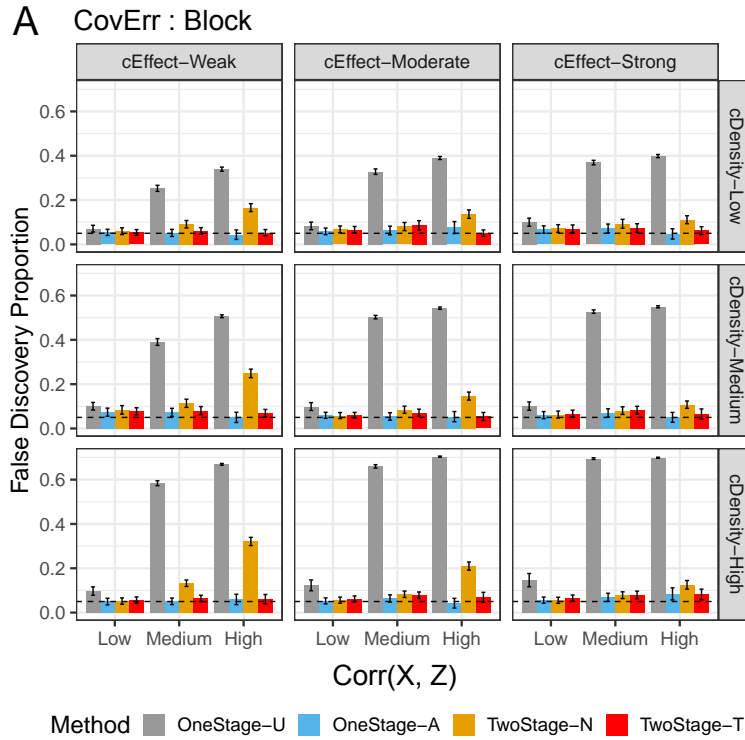 A CovErr : Block
cEffect−Weak cEffect−Moderate cEffect−Strong
False Discovery Proportion
0.6
0.4
0.2
0.0
cDensity−Low
0.6
0.4
0.2
0.0
cDensity−Medium
0.6
0.4
0.2
0.0
cDensity−High
Low Medium High Low Medium High Low Medium High
Corr(X, Z)
Method OneStage−U OneStage−A TwoStage−N TwoStage−T